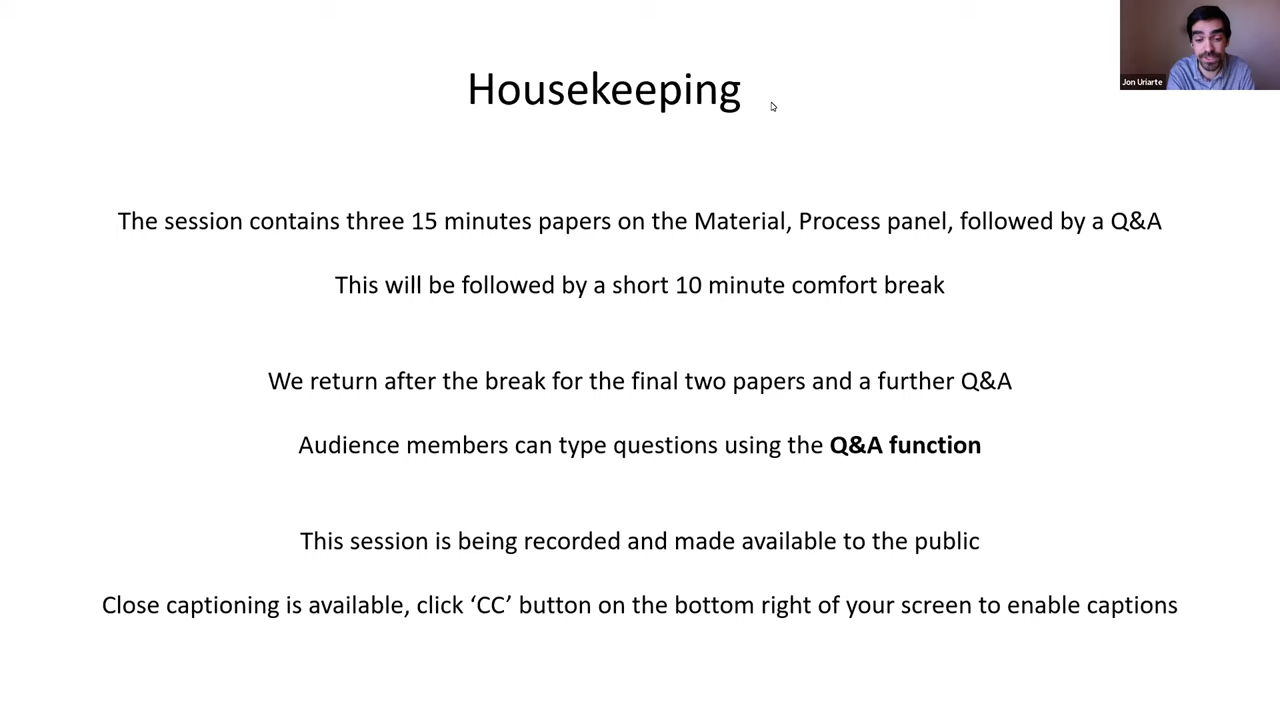 Housekeeping
Jon Uriarte
The session contains three 15 minutes papers on the Material, Process panel, followed by a Q&A
This will be followed by a short 10 minute comfort break
We return after the break for the final two papers and a further Q&A
Audience members can type questions using the Q&A function
This session is being recorded and made available to the public
Close captioning is available, click ‘CC’ button on the bottom right of your screen to enable captions